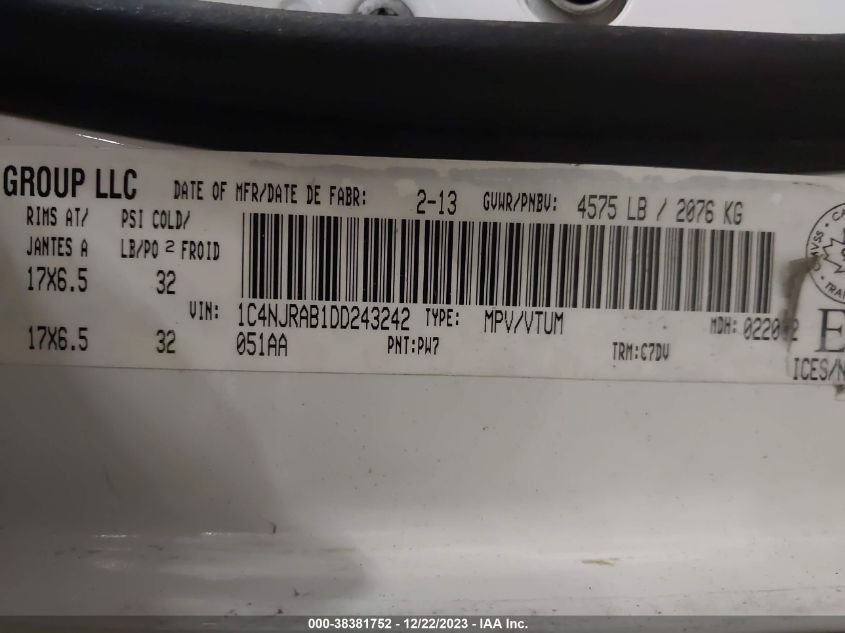 GROUP LLC DATE OF MFR/DATE DE FABR: 2-13 GVWR/PNBV: 4575 LB / 2076 KG
RIMS AT/ PSI COLD/
JANTES A LB/PO 2 FROID
17X6.5 32
VIN: 1C4NJRAB1DD243242 TYPE: MPV/VTUM MDH:
17X6.5 32 051AA PNT:PW7 TRM:C7DV
ICES/N
000-38381752 - 12/22/2023 - IAA Inc.